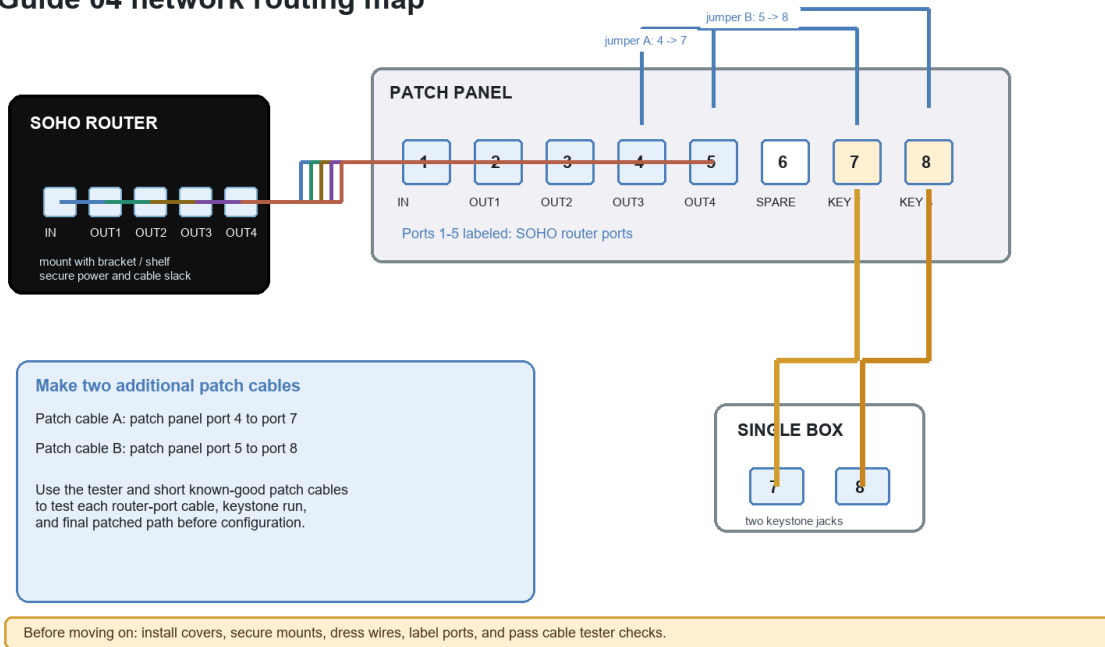 Guide 04 network routing map
jumper B: 5 -> 8
jumper A: 4 -> 7
PATCH PANEL
SOHO ROUTER
1 2 3 4 5 6 7 8
IN OUT1 OUT2 OUT3 OUT4 SPARE KEY 7 KEY 8
Ports 1-5 labeled: SOHO router ports
IN OUT1 OUT2 OUT3 OUT4
mount with bracket / shelf
secure power and cable slack
Make two additional patch cables
Patch cable A: patch panel port 4 to port 7
Patch cable B: patch panel port 5 to port 8
Use the tester and short known-good patch cables
to test each router-port cable, keystone run,
and final patched path before configuration.
SINGLE BOX
7 8
two keystone jacks
Before moving on: install covers, secure mounts, dress wires, label ports, and pass cable tester checks.